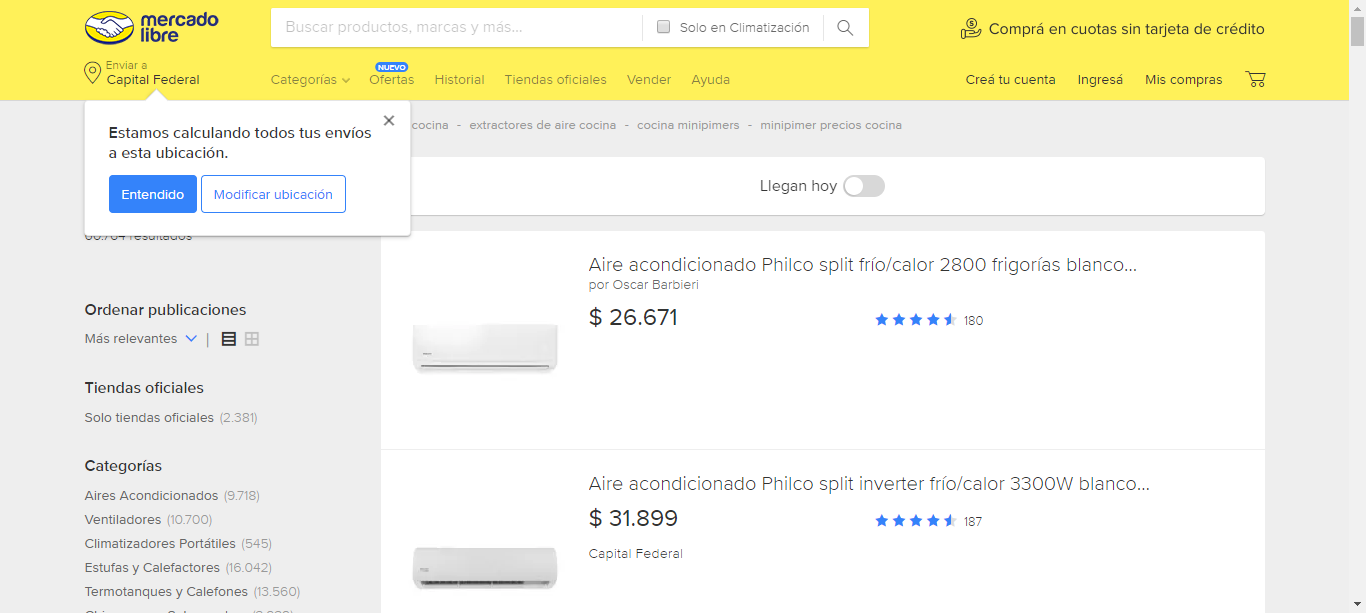 mercado
libre
Buscar productos, marcas y más...
Solo en Climatización
Comprá en cuotas sin tarjeta de crédito
Enviar a
Capital Federal
Categorías
NUEVO
Ofertas
Historial
Tiendas oficiales
Vender
Ayuda
Creá tu cuenta
Ingresá
Mis compras
cocina - extractores de aire cocina - cocina minipimers - minipimer precios cocina
Estamos calculando todos tus envíos
a esta ubicación.
Entendido
Modificar ubicación
Llegan hoy
resultados
Ordenar publicaciones
Más relevantes
Tiendas oficiales
Solo tiendas oficiales (2.381)
Categorías
Aires Acondicionados (9.718)
Ventiladores (10.700)
Climatizadores Portátiles (545)
Estufas y Calefactores (16.042)
Termotanques y Calefones (13.560)
Aire acondicionado Philco split frío/calor 2800 frigorías blanco...
por Oscar Barbieri
$ 26.671
180
Aire acondicionado Philco split inverter frío/calor 3300W blanco...
$ 31.899
187
Capital Federal